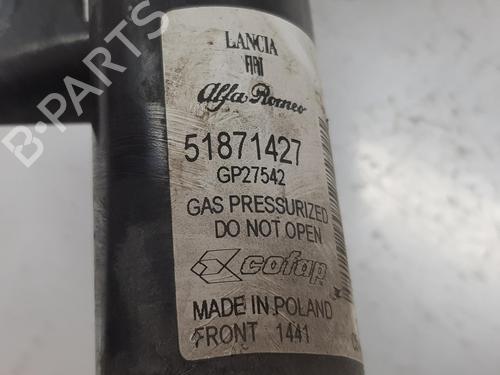 LANCIA
FIAT
Alfa Romeo
51871427
GP27542
GAS PRESSURIZED
DO NOT OPEN
cofap
MADE IN POLAND
FRONT 1441
B-PARTS